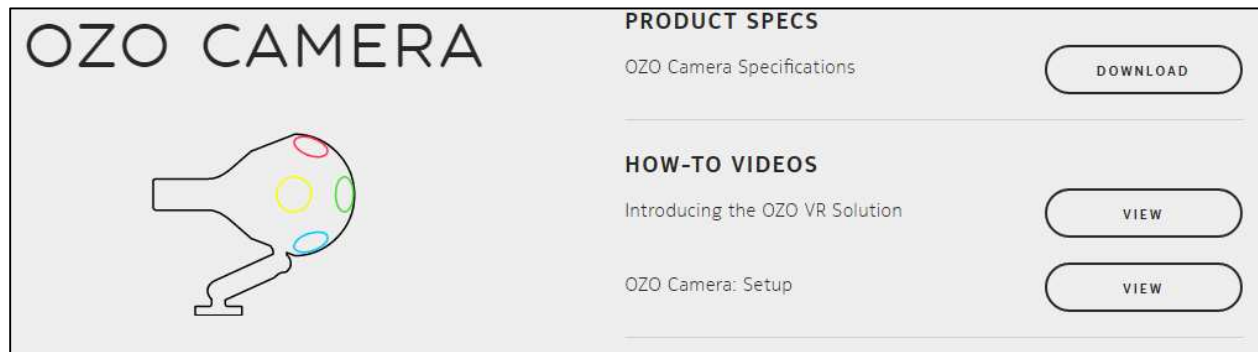 OZO CAMERA
PRODUCT SPECS
OZO Camera Specifications
DOWNLOAD
HOW-TO VIDEOS
Introducing the OZO VR Solution
VIEW
OZO Camera: Setup
VIEW